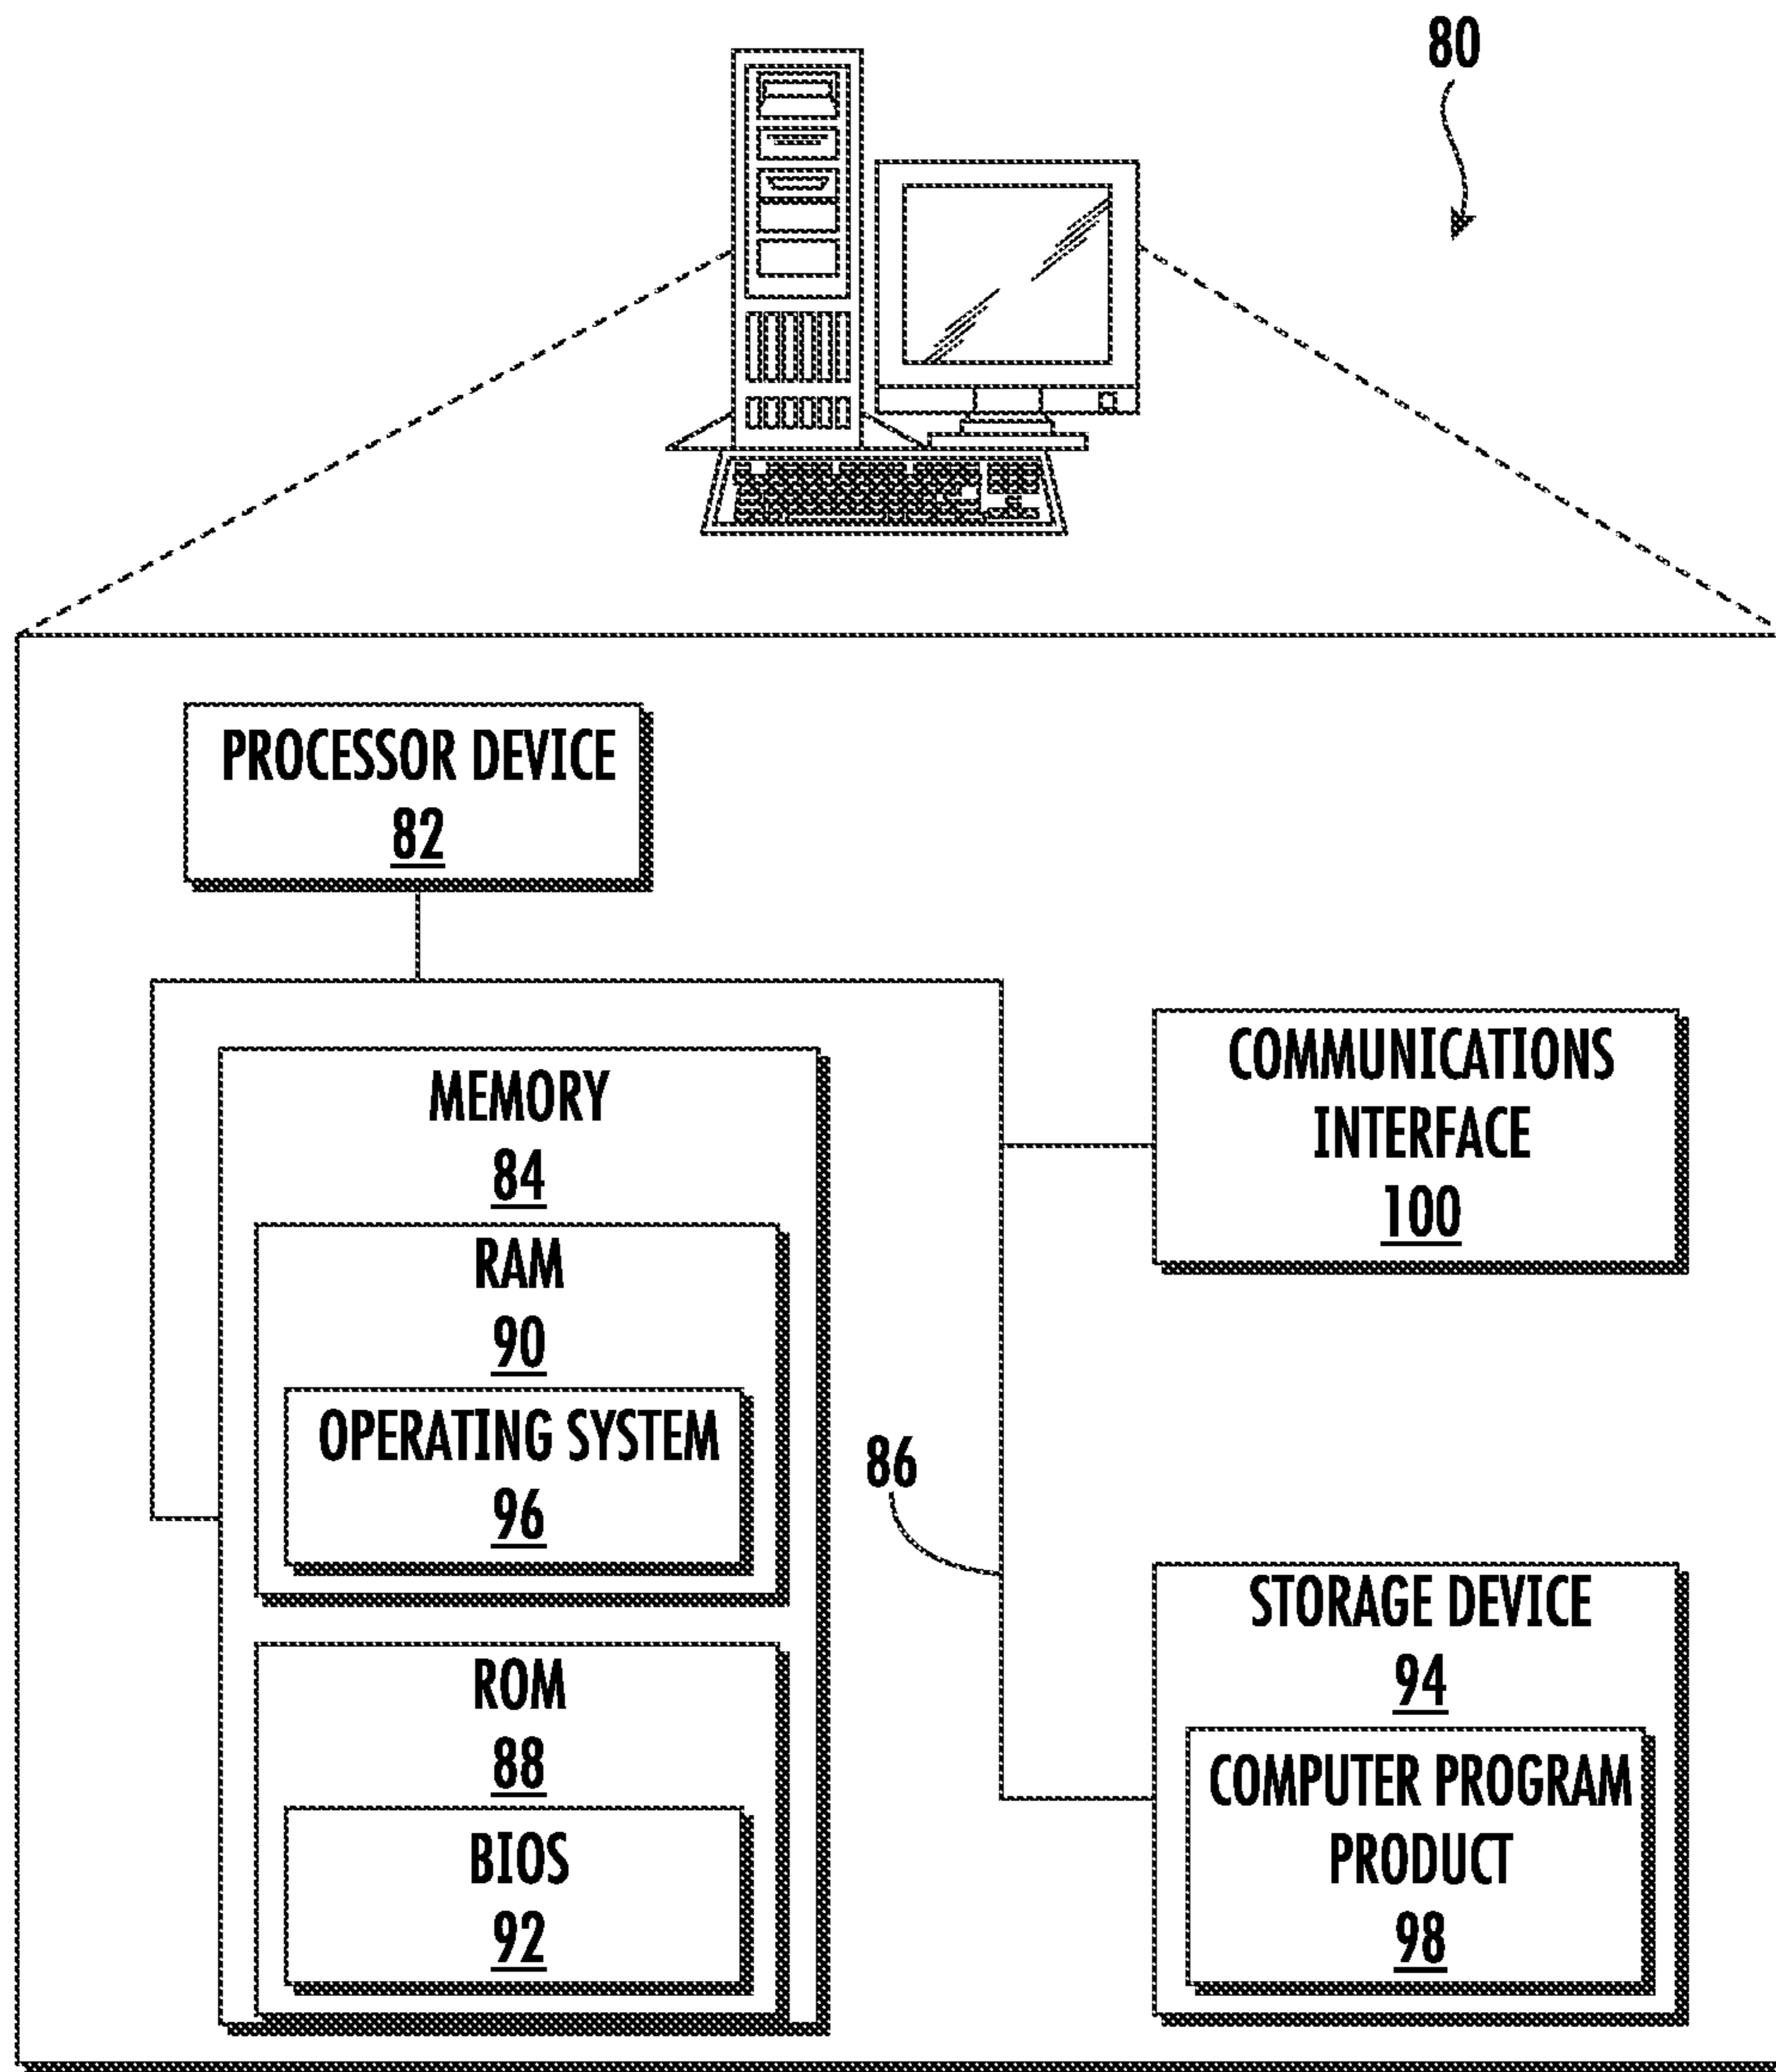 80
PROCESSOR DEVICE
82
MEMORY
84
RAM
90
OPERATING SYSTEM
96
ROM
88
BIOS
92
86
COMMUNICATIONS
INTERFACE
100
STORAGE DEVICE
94
COMPUTER PROGRAM
PRODUCT
98